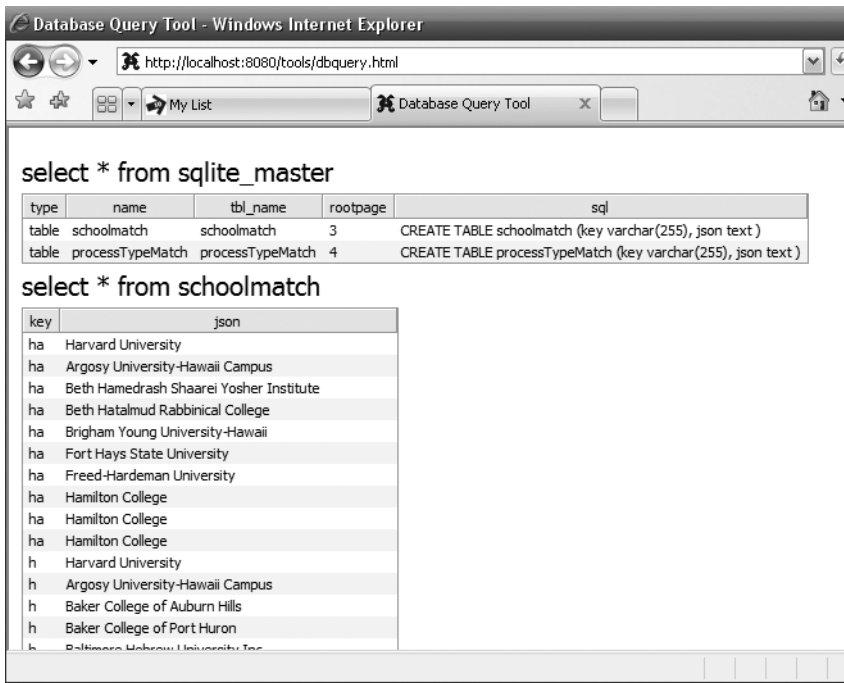 Database Query Tool - Windows Internet Explorer
http://localhost:8080/tools/dbquery.html
My List Database Query Tool
select * from sqlite_master
type name tbl_name rootpage sql
table schoolmatch schoolmatch 3 CREATE TABLE schoolmatch (key varchar(255), json text )
table processTypeMatch processTypeMatch 4 CREATE TABLE processTypeMatch (key varchar(255), json text )
select * from schoolmatch
key json
ha Harvard University
ha Argosy University-Hawaii Campus
ha Beth Hamedrash Shaarei Yosher Institute
ha Beth Hatalmud Rabbinical College
ha Brigham Young University-Hawaii
ha Fort Hays State University
ha Freed-Hardeman University
ha Hamilton College
ha Hamilton College
ha Hamilton College
h Harvard University
h Argosy University-Hawaii Campus
h Baker College of Auburn Hills
h Baker College of Port Huron
h Baltimore Hebrew University Inc